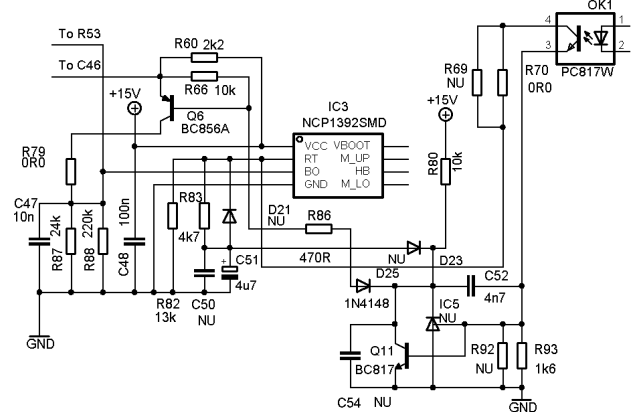 OK1
To R53
R60 2k2
4
1
3
2
To C46
R66 10k
R69
NU
R70
0R0
PC817W
+15V
Q6
BC856A
IC3
NCP1392SMD
+15V
R79
0R0
VCC VBOOT
RT M_UP
BO HB
GND M_LO
R80
10k
C47
10n
24k
R87
220k
R88
100n
C48
R83
4k7
D21
NU
R86
470R
NU
D23
C51
4u7
D25
1N4148
C52
4n7
R82
13k
C50
NU
IC5
NU
GND
Q11
BC817
R92
NU
R93
1k6
C54 NU
GND